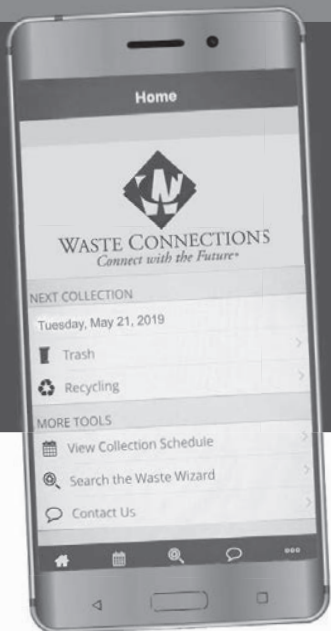 Home
WASTE CONNECTIONS
Connect with the Future
NEXT COLLECTION
Tuesday, May 21, 2019
Trash
Recycling
MORE TOOLS
View Collection Schedule
Search the Waste Wizard
Contact Us